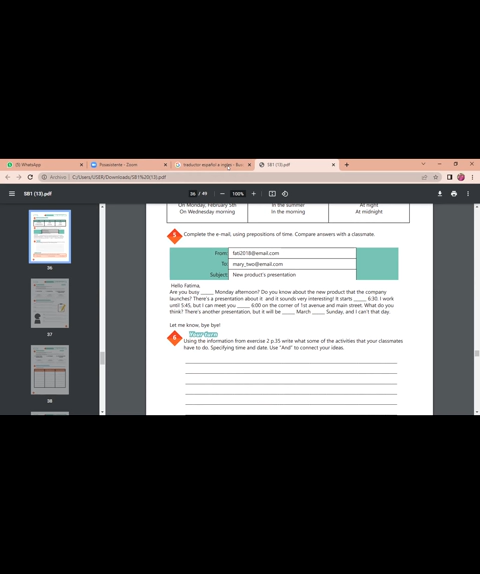 (5) WhatsApp
Posasistente - Zoom
traductor español a ingles - Bus
SB1 (13).pdf
Archivo | C:/Users/USER/Downloads/SB1%20(13).pdf
SB1 (13).pdf
36 / 49
100%
On Monday, February 5th In the summer At night
On Wednesday morning In the morning At midnight
5 Complete the e-mail, using prepositions of time. Compare answers with a classmate.
From: fati2018@email.com
To: mary_two@email.com
Subject: New product's presentation
Hello Fatima,
Are you busy _____ Monday afternoon? Do you know about the new product that the company
launches? There's a presentation about it and it sounds very interesting! It starts _____ 6:30. I work
until 5:45, but I can meet you _____ 6:00 on the corner of 1st avenue and main street. What do you
think? There's another presentation, but it will be _____ March _____ Sunday, and I can't that day.
Let me know, bye bye!
Your turn
6 Using the information from exercise 2 p.35 write what some of the activities that your classmates
have to do. Specifying time and date. Use "And" to connect your ideas.
36
37
38